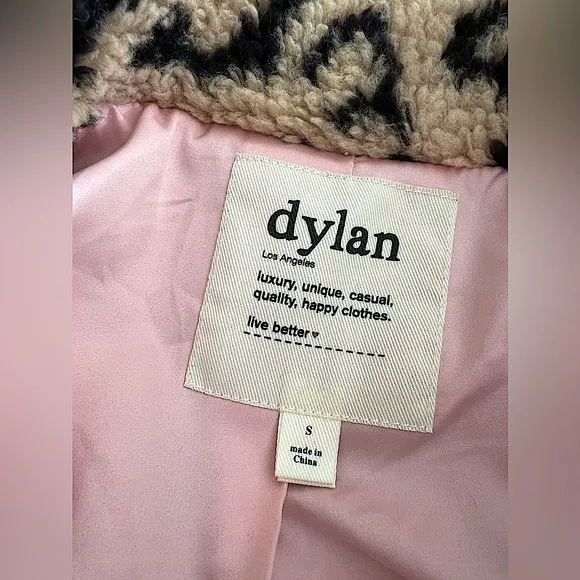 dylan
Los Angeles
luxury, unique, casual,
quality, happy clothes.
live better♥
S
made in
China